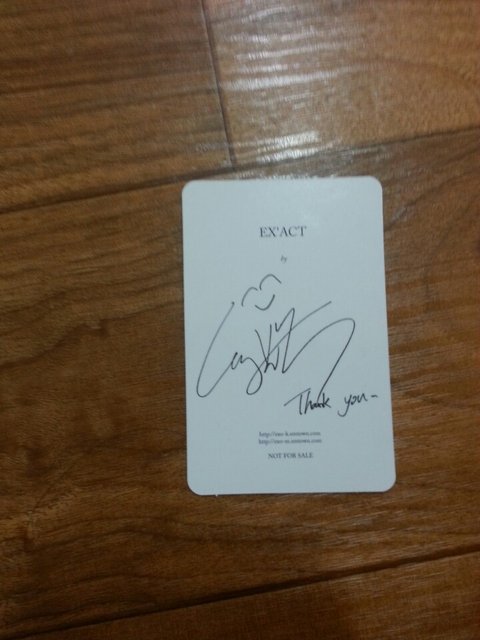 EX'ACT
by
Thank you~
http://exo-k.smtown.com
http://exo-m.smtown.com
NOT FOR SALE